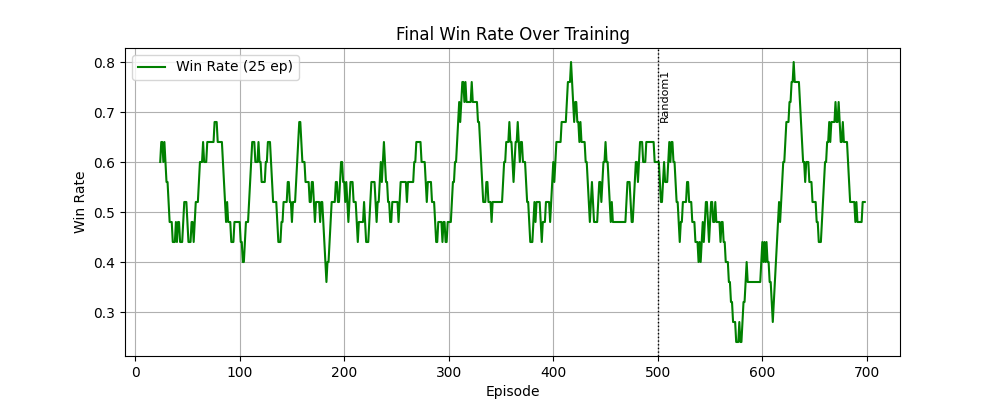 Final Win Rate Over Training
Win Rate (25 ep)
Random1
Win Rate
0.8
0.7
0.6
0.5
0.4
0.3
0 100 200 300 400 500 600 700
Episode